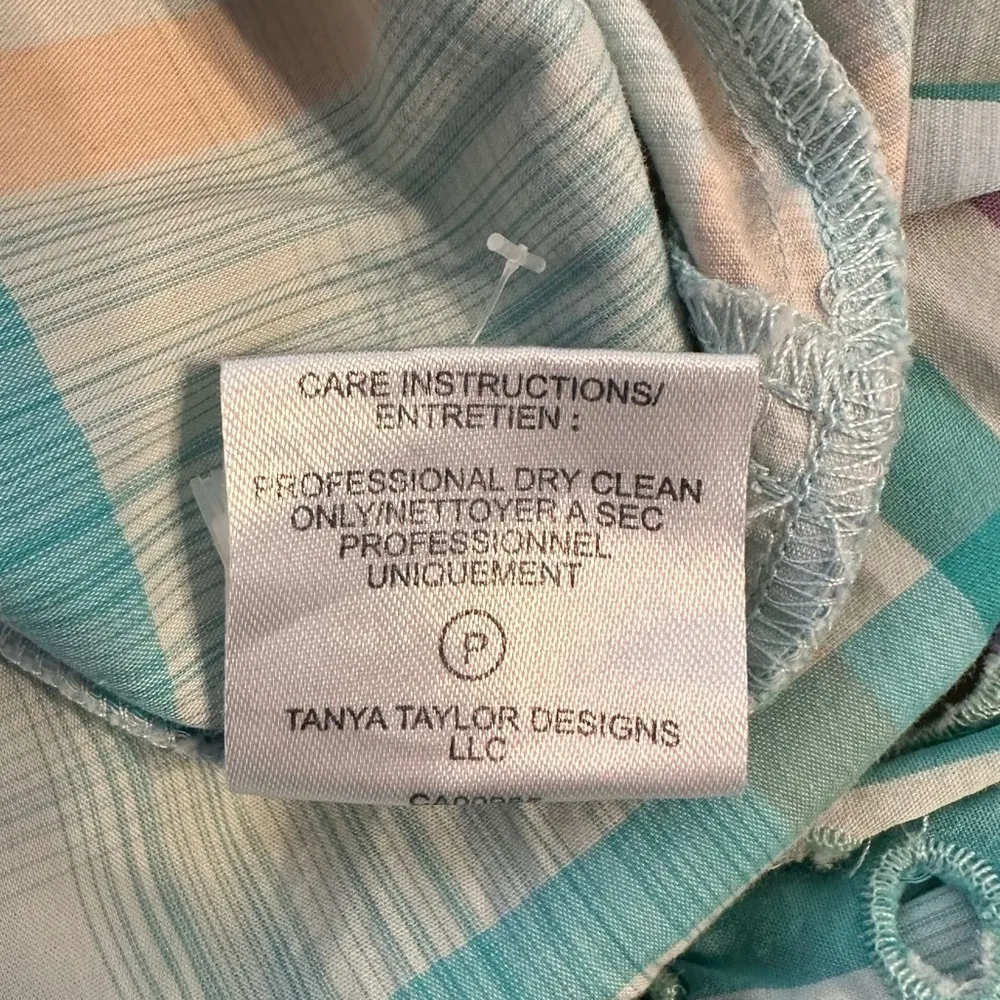 CARE INSTRUCTIONS/
ENTRETIEN :
PROFESSIONAL DRY CLEAN
ONLY/NETTOYER A SEC
PROFESSIONNEL
UNIQUEMENT
P
TANYA TAYLOR DESIGNS
LLC